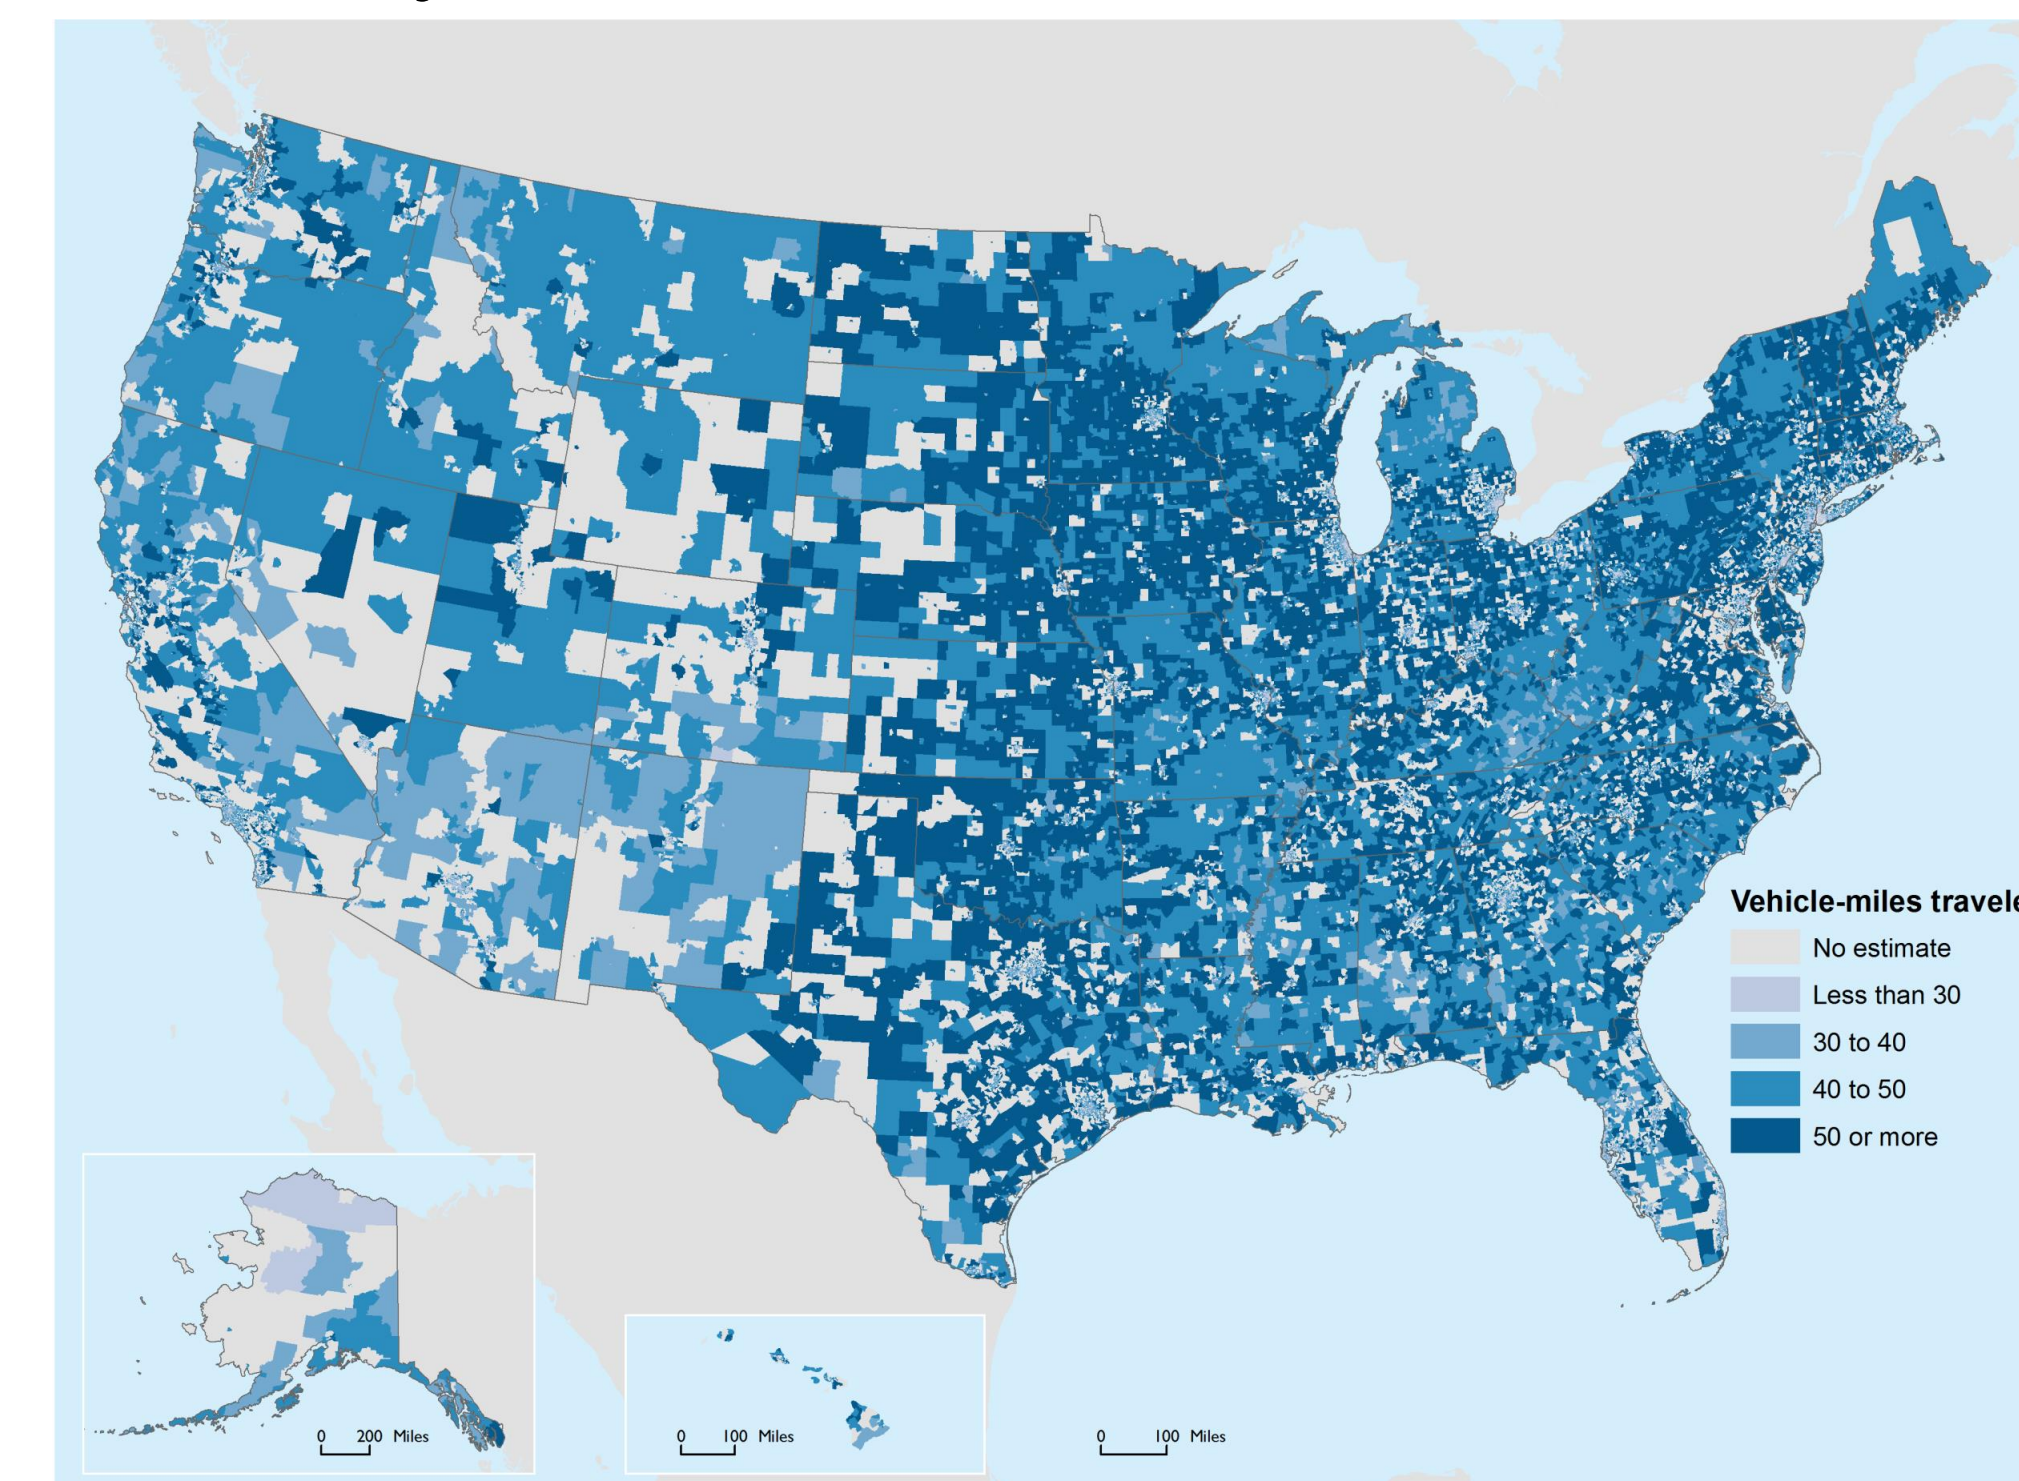 Vehicle-miles travele
No estimate
Less than 30
30 to 40
40 to 50
50 or more
0 200 Miles
0 100 Miles
0 100 Miles